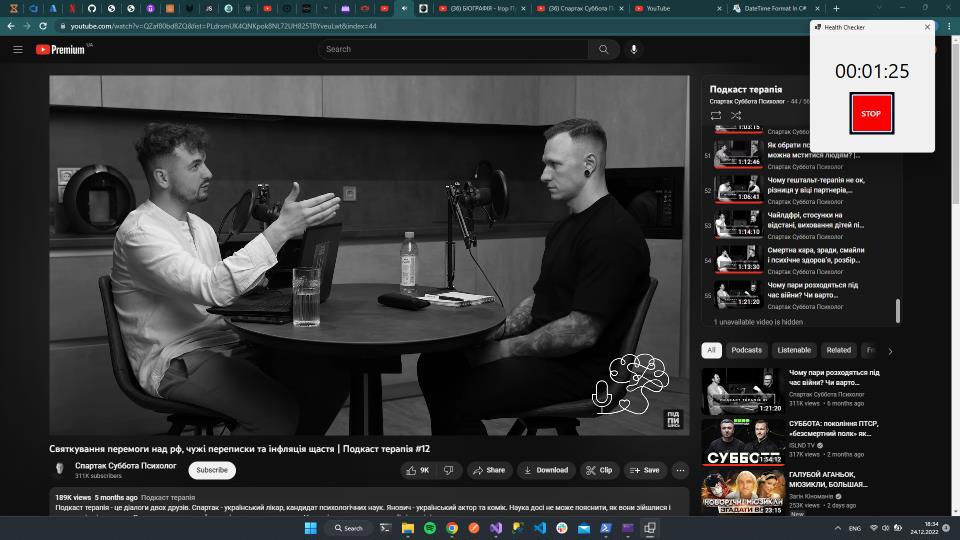 (36) БІОГРАФІЯ - Ігор П
(36) Спартак Суббота П
YouTube
DateTime Format In C#
youtube.com/watch?v=QZaf80bd8ZQ&list=PLdrsmUK4QNKpok8NL72UH825TBYveuLwt&index=44
Health Checker
00:01:25
STOP
Premium
UA
Search
Подкаст терапія
Спартак Суббота Психолог - 44 / 56
1:03:15
Спартак Суббо
51
1:12:46
Як обрати по
можна мститися людям? |...
Спартак Суббота Психолог
52
1:06:41
Чому гештальт-терапія не ок,
різниця у віці партнерів,...
Спартак Суббота Психолог
53
1:14:10
Чайлдфрі, стосунки на
відстані, виховання дітей пі...
Спартак Суббота Психолог
54
1:13:30
Смертна кара, зради, смайли
і психічне здоров'я, розбір...
Спартак Суббота Психолог
55
1:21:20
Чому пари розходяться під
час війни? Чи варто...
Спартак Суббота Психолог
1 unavailable video is hidden
All
Podcasts
Listenable
Related
Чому пари розходяться під
час війни? Чи варто...
Спартак Суббота Психолог
311K views • 6 months ago
1:21:20
СУББОТА: покоління ПТСР,
«безсмертний полк» як...
ISLND TV
317K views • 2 months ago
СУББОТА
1:54:12
ГАЛУБОЙ АГАНЬОК,
МЮЗИКЛИ, БОЛЬШАЯ...
Загін Кіноманів
253K views • 2 days ago
New
23:15
ПІД
ПИ
Святкування перемоги над рф, чужі переписки та інфляція щастя | Подкаст терапія #12
Спартак Суббота Психолог
311K subscribers
Subscribe
9K
Share
Download
Clip
Save
189K views 5 months ago Подкаст терапія
Подкаст терапія - це діалоги двох друзів. Спартак - український лікар, кандидат психологічних наук. Янович - український актор та комік. Наука досі не може пояснити, як вони зійшлися і
Search
ENG
18:34
24.12.2022